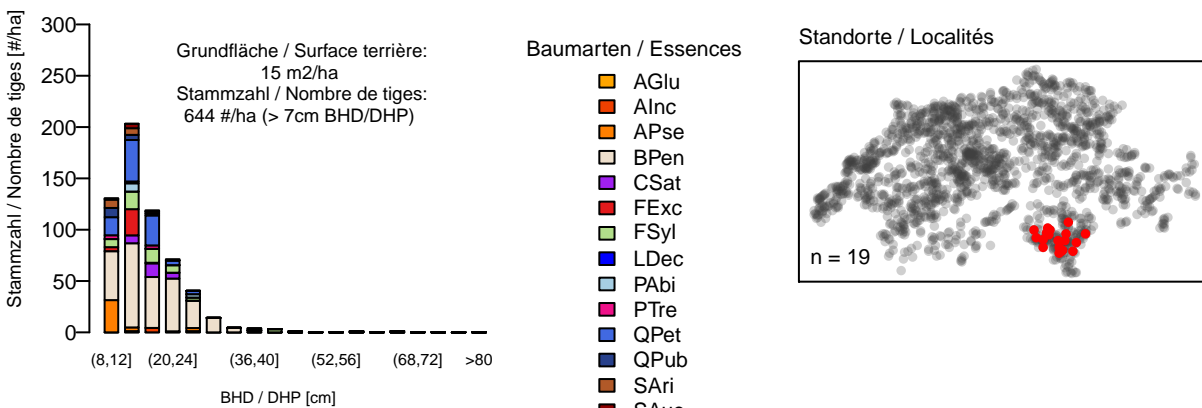 Stammzahl / Nombre de tiges [#/ha]
300
250
200
150
100
50
0
Grundfläche / Surface terrière:
15 m2/ha
Stammzahl / Nombre de tiges:
644 #/ha (> 7cm BHD/DHP)
(8,12]
(20,24]
(36,40]
(52,56]
(68,72]
>80
BHD / DHP [cm]
Baumarten / Essences
AGlu
AInc
APse
BPen
CSat
FExc
FSyl
LDec
PAbi
PTre
QPet
QPub
SAri
Standorte / Localités
n = 19